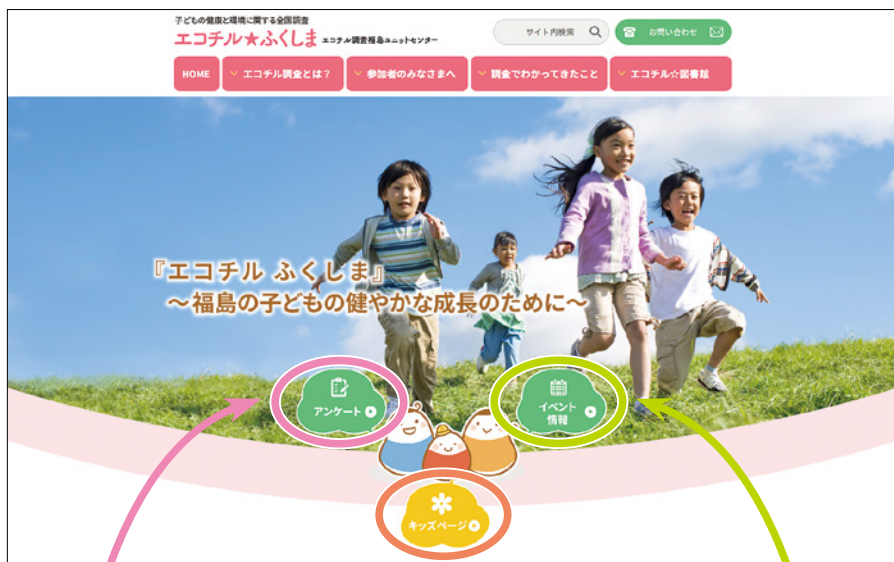 子どもの健康と環境に関する全国調査
エコチル★ふくしま エコチル調査福島ユニットセンター
サイト内検索
お問い合わせ
HOME
エコチル調査とは？
参加者のみなさまへ
調査でわかってきたこと
エコチル☆図書館
『エコチル ふくしま』
～福島の子どもの健やかな成長のために～
アンケート
イベント
情報
キッズページ